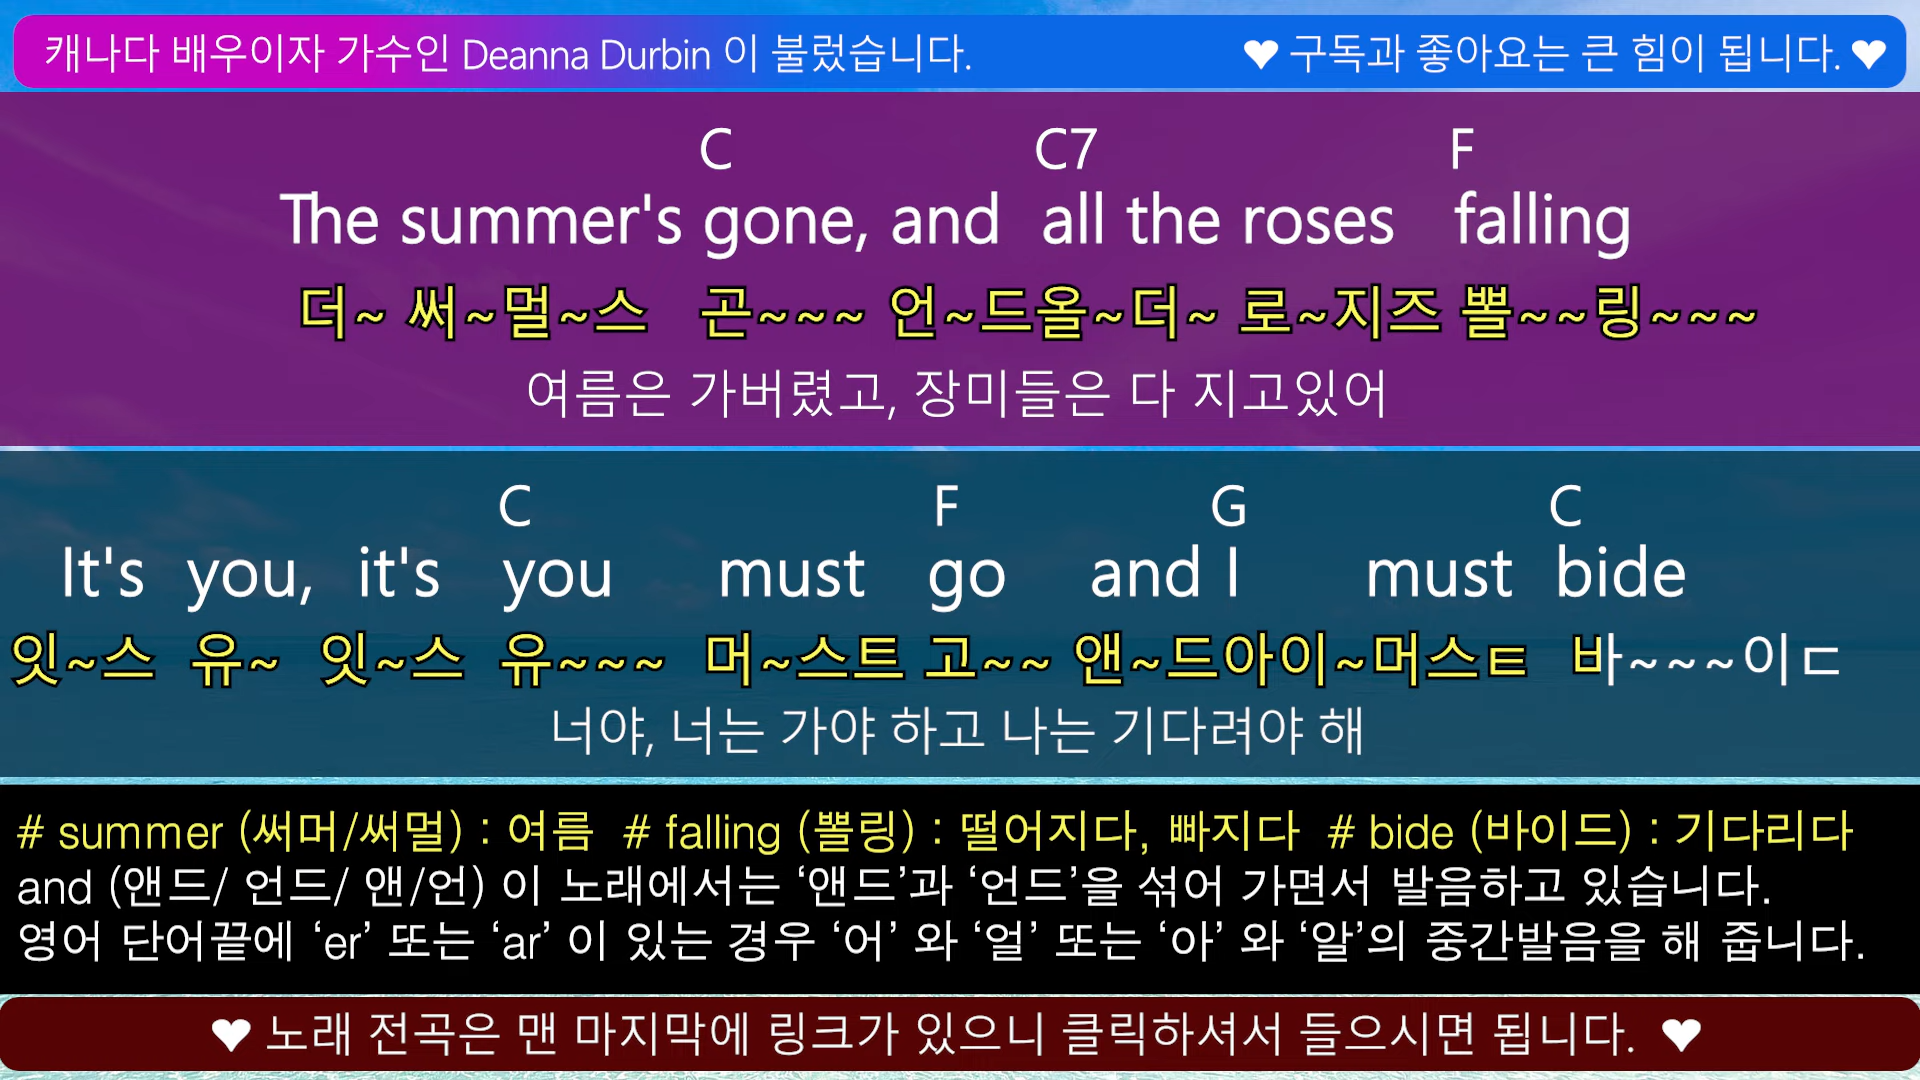 캐나다 배우이자 가수인 Deanna Durbin 이 불렀습니다.
♥ 구독과 좋아요는 큰 힘이 됩니다. ♥
C C7 F
The summer's gone, and all the roses falling
더~ 써~멀~스 곤~~~ 언~드올~더~ 로~지즈 뽈~~링~~~
여름은 가버렸고, 장미들은 다 지고있어
C F G C
It's you, it's you must go and I must bide
잇~스 유~ 잇~스 유~~~ 머~스트 고~~ 앤~드아이~머스ㅌ 바~~~이ㄷ
너야, 너는 가야 하고 나는 기다려야 해
# summer (써머/써멀) : 여름 # falling (뽈링) : 떨어지다, 빠지다 # bide (바이드) : 기다리다
and (앤드/ 언드/ 앤/언) 이 노래에서는 ‘앤드’과 ‘언드’을 섞어 가면서 발음하고 있습니다.
영어 단어끝에 ‘er’ 또는 ‘ar’ 이 있는 경우 ‘어’ 와 ‘얼’ 또는 ‘아’ 와 ‘알’의 중간발음을 해 줍니다.
♥ 노래 전곡은 맨 마지막에 링크가 있으니 클릭하셔서 들으시면 됩니다. ♥